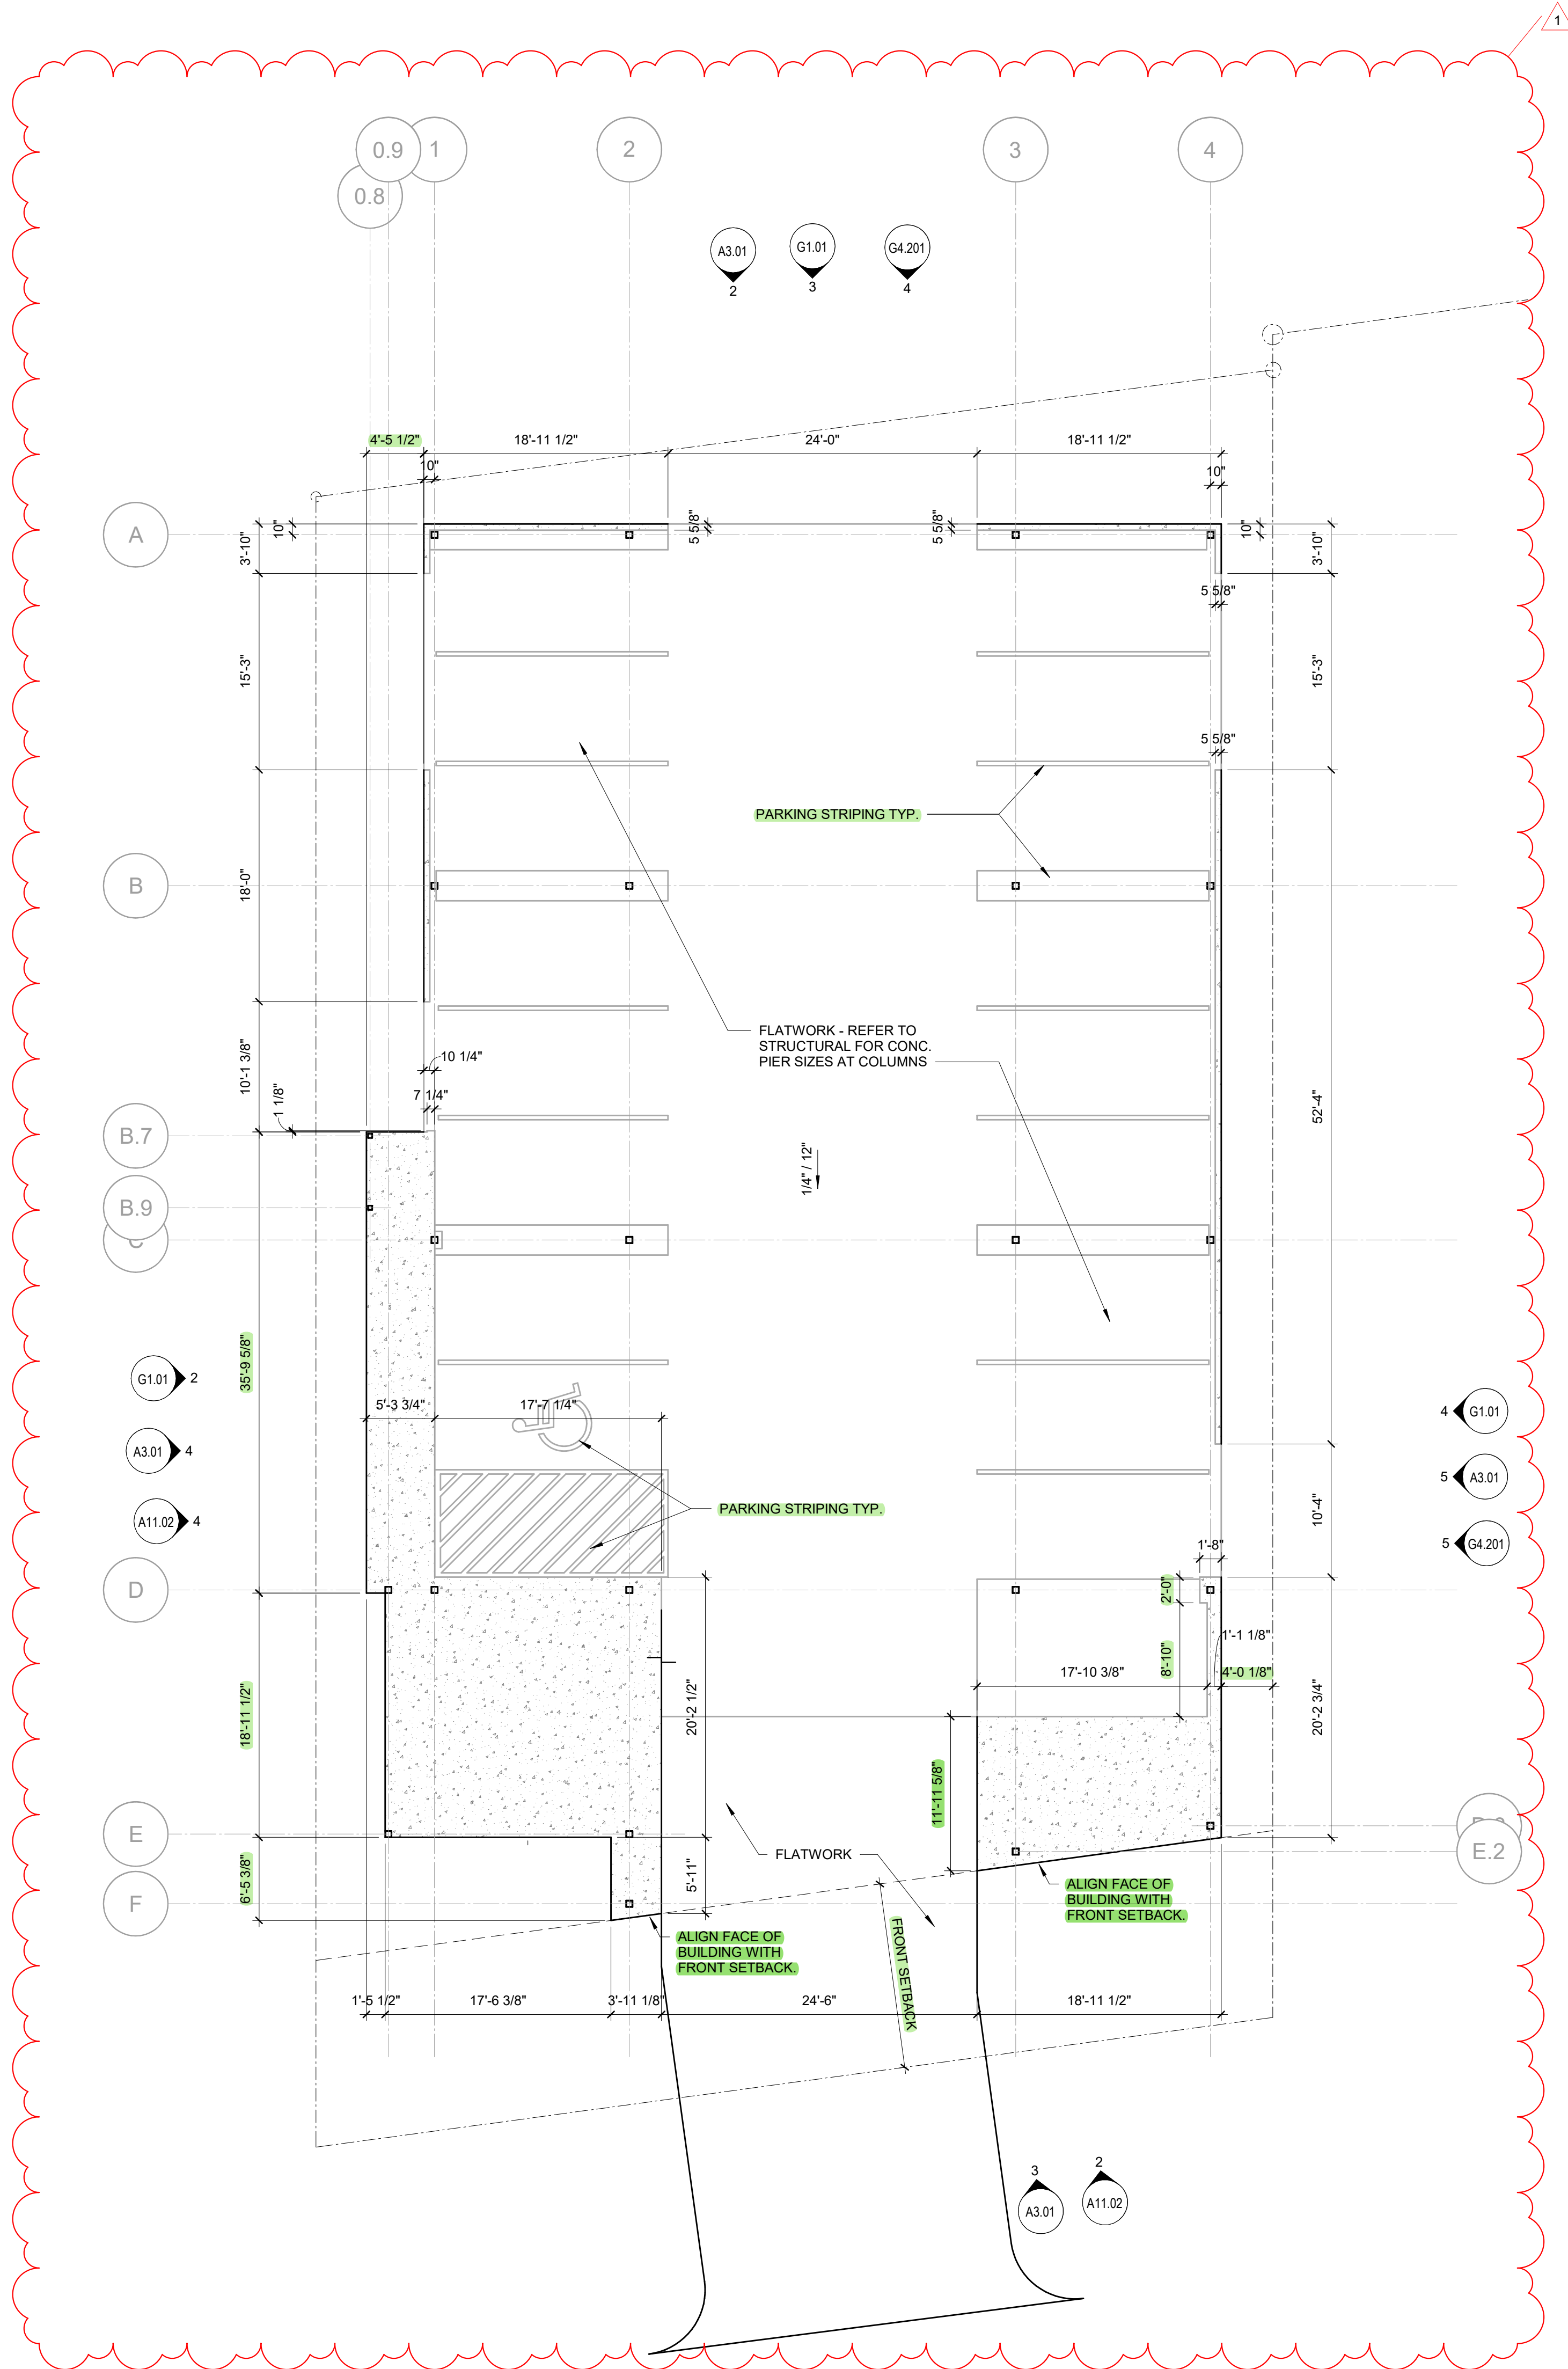 1
0.9
1
2
3
4
0.8
A3.01
2
G1.01
3
G4.201
4
4'-5 1/2"
18'-11 1/2"
24'-0"
18'-11 1/2"
10"
10"
A
10"
3'-10"
5 5/8"
5 5/8"
10"
3'-10"
5 5/8"
15'-3"
15'-3"
5 5/8"
PARKING STRIPING TYP.
B
18'-0"
FLATWORK - REFER TO
STRUCTURAL FOR CONC.
PIER SIZES AT COLUMNS
10 1/4"
10'-1 3/8"
7 1/4"
1 1/8"
52'-4"
B.7
1/4" / 12"
B.9
C
35'-9 5/8"
G1.01
2
5'-3 3/4"
17'-7 1/4"
4
G1.01
A3.01
4
5
A3.01
A11.02
4
PARKING STRIPING TYP.
10'-4"
5
G4.201
1'-8"
D
2'-0"
1'-1 1/8"
8'-10"
17'-10 3/8"
4'-0 1/8"
18'-11 1/2"
20'-2 1/2"
20'-2 3/4"
11'-11 5/8"
E
FLATWORK
E.2
6'-5 3/8"
5'-11"
ALIGN FACE OF
BUILDING WITH
FRONT SETBACK.
F
FRONT SETBACK
ALIGN FACE OF
BUILDING WITH
FRONT SETBACK.
1'-5 1/2"
17'-6 3/8"
3'-11 1/8"
24'-6"
18'-11 1/2"
3
A3.01
2
A11.02